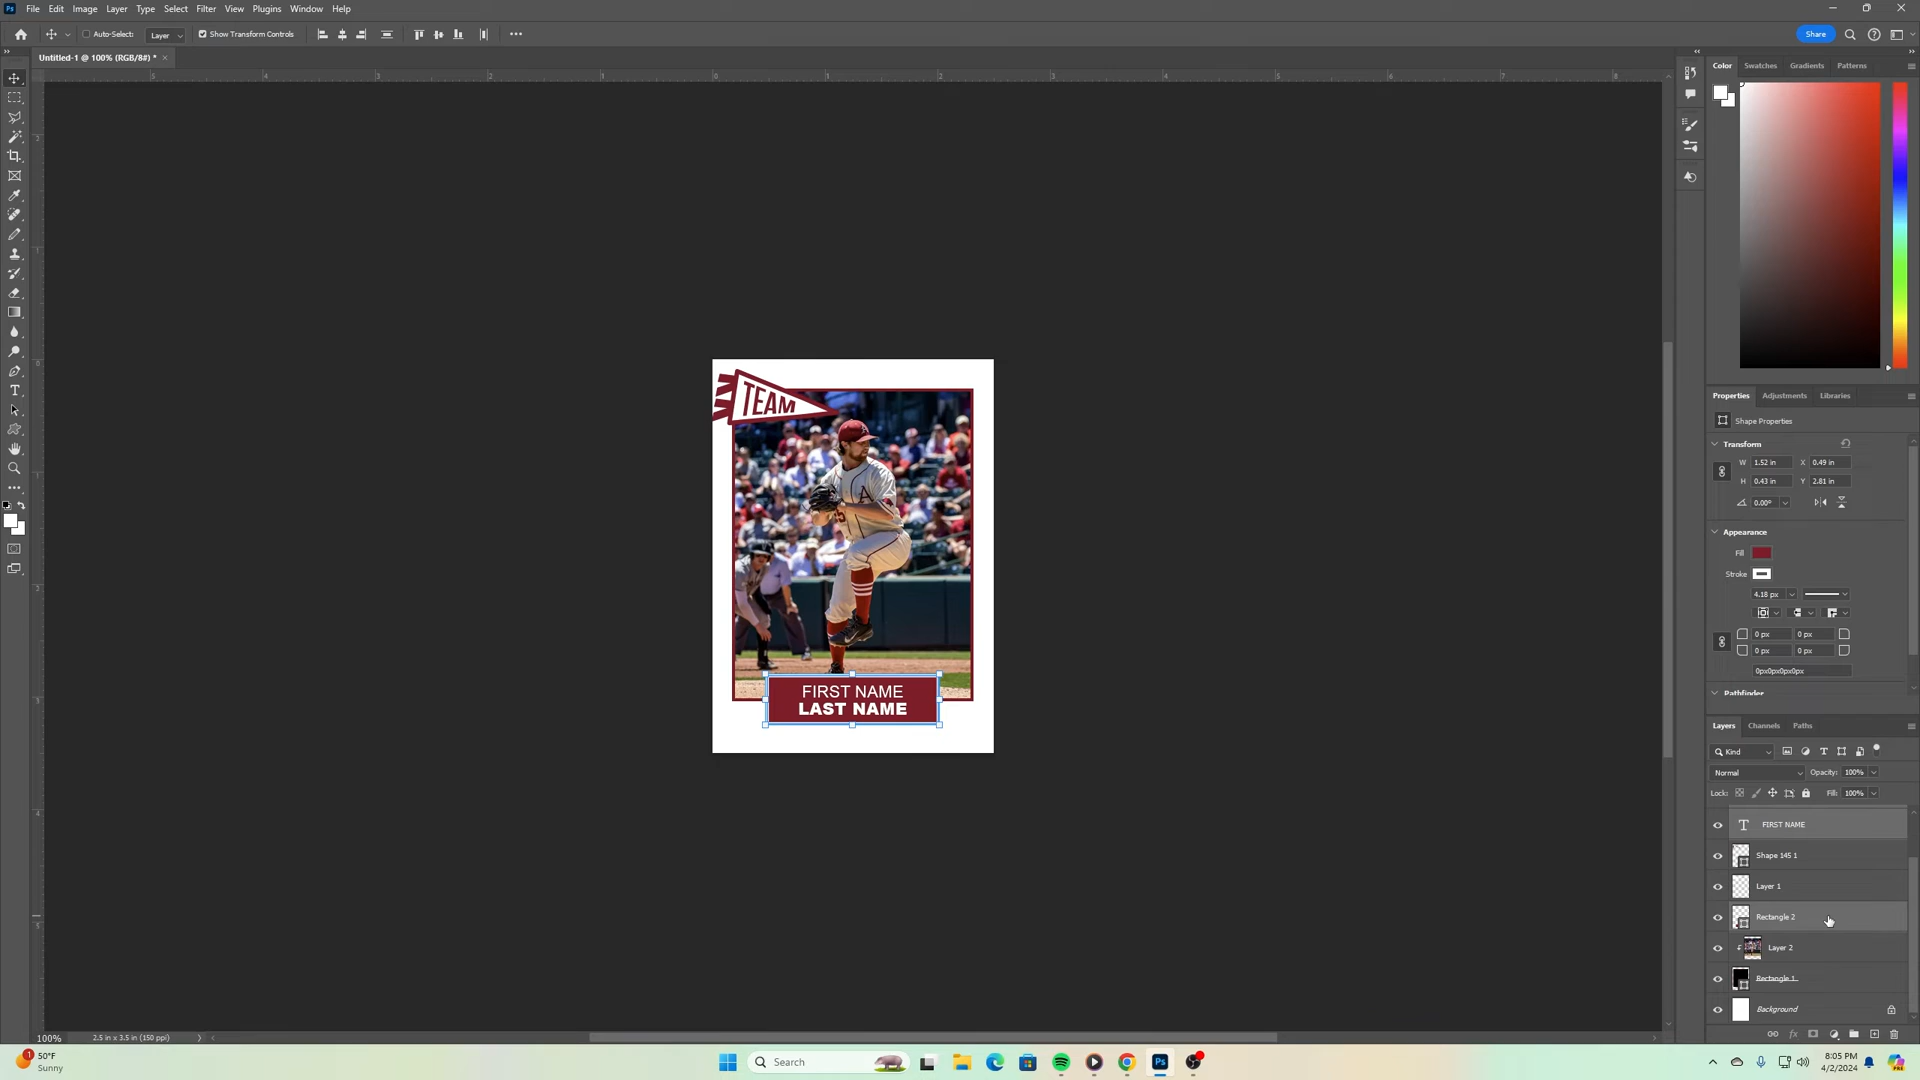 Ps File Edit Image Layer Type Select Filter View Plugins Window Help
Auto-Select: Layer Show Transform Controls ••• Share
Untitled-1 @ 100% (RGB/8#) * ×
Color Swatches Gradients Patterns
TEAM
FIRST NAME
LAST NAME
Properties Adjustments Libraries
Shape Properties
Transform
W 1.52 in X 0.49 in
H 0.43 in Y 2.81 in
0.00°
Appearance
Fill
Stroke
4.18 px
0 px 0 px
0 px 0 px
0px0px0px0px
Pathfinder
Layers Channels Paths
Kind
Normal Opacity: 100%
Lock: Fill: 100%
T FIRST NAME
Shape 145 1
Layer 1
Rectangle 2
Layer 2
Rectangle 1
Background
100% 2.5 in x 3.5 in (150 ppi)
1 50°F
Sunny
Search
Ps
8:05 PM
4/2/2024
PRE